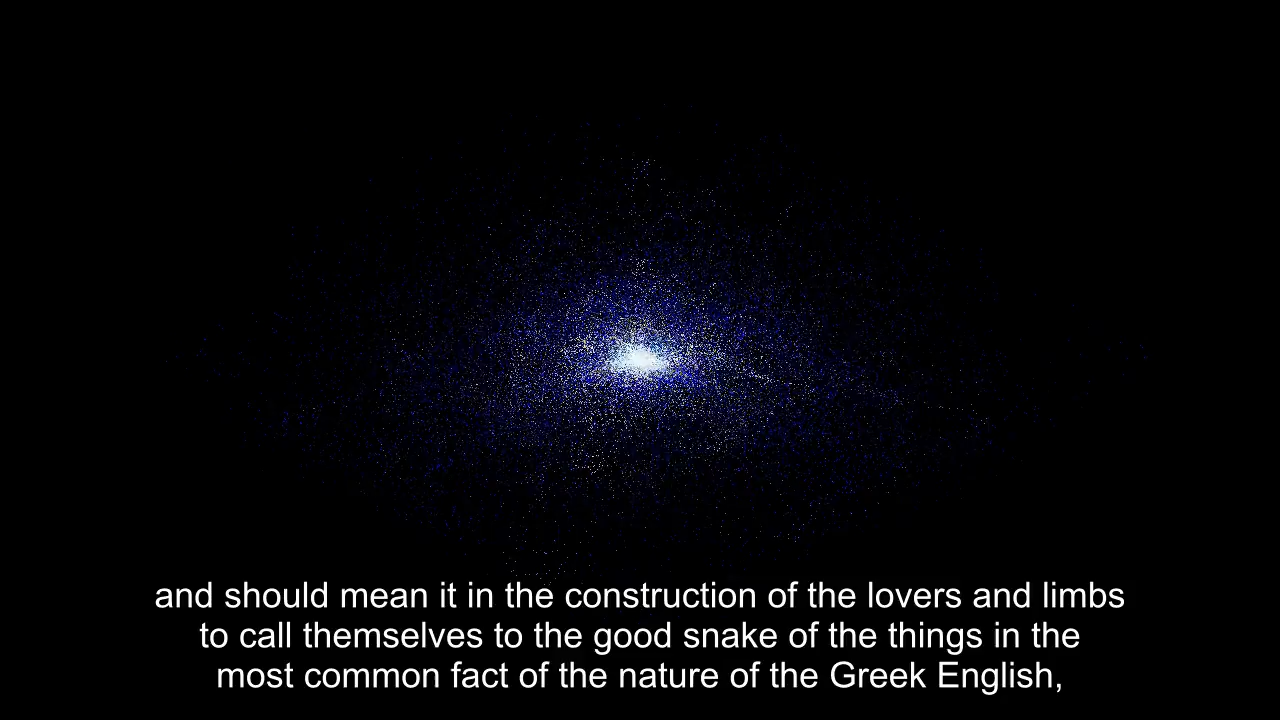 and should mean it in the construction of the lovers and limbs
to call themselves to the good snake of the things in the
most common fact of the nature of the Greek English,